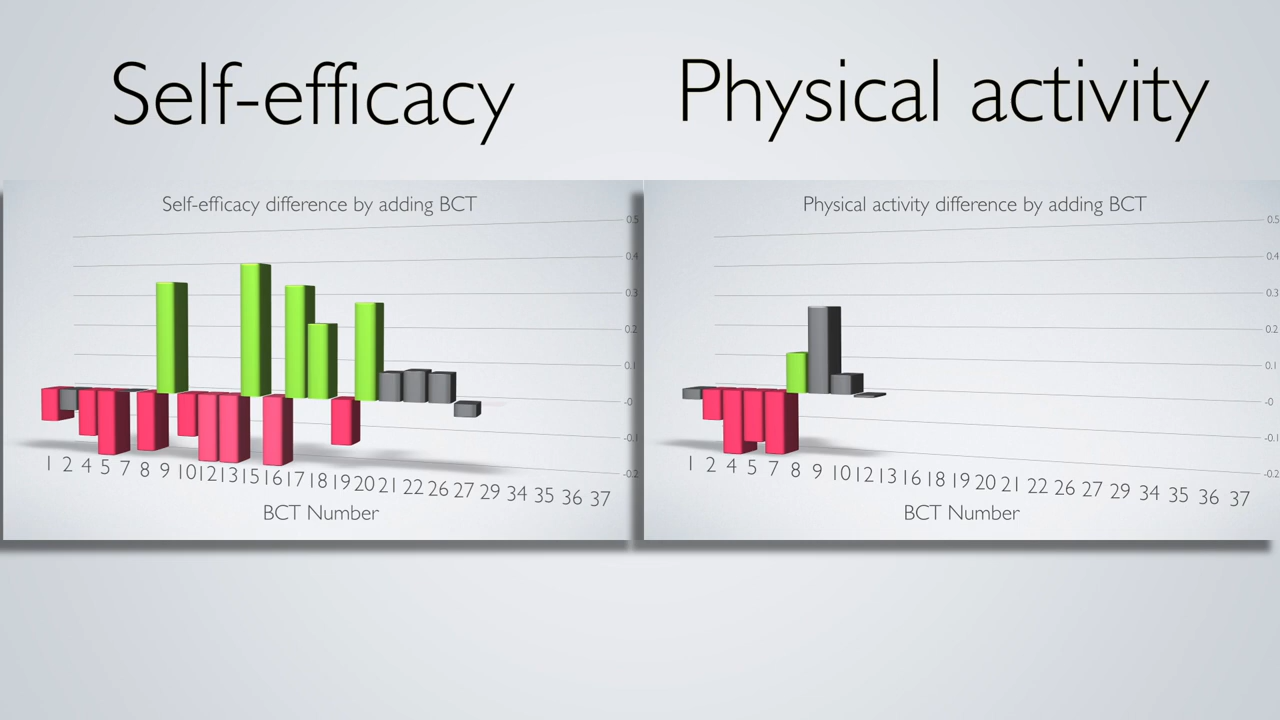 Self-efficacy
Physical activity
Self-efficacy difference by adding BCT
0.5
0.4
0.3
0.2
0.1
-0
-0.1
-0.2
1 2 4 5 7 8 9 10 12 13 15 16 17 18 19 20 21 22 26 27 29 34 35 36 37
BCT Number
Physical activity difference by adding BCT
0.5
0.4
0.3
0.2
0.1
-0
-0.1
-0.2
1 2 4 5 7 8 9 10 12 13 16 18 19 20 21 22 26 27 29 34 35 36 37
BCT Number